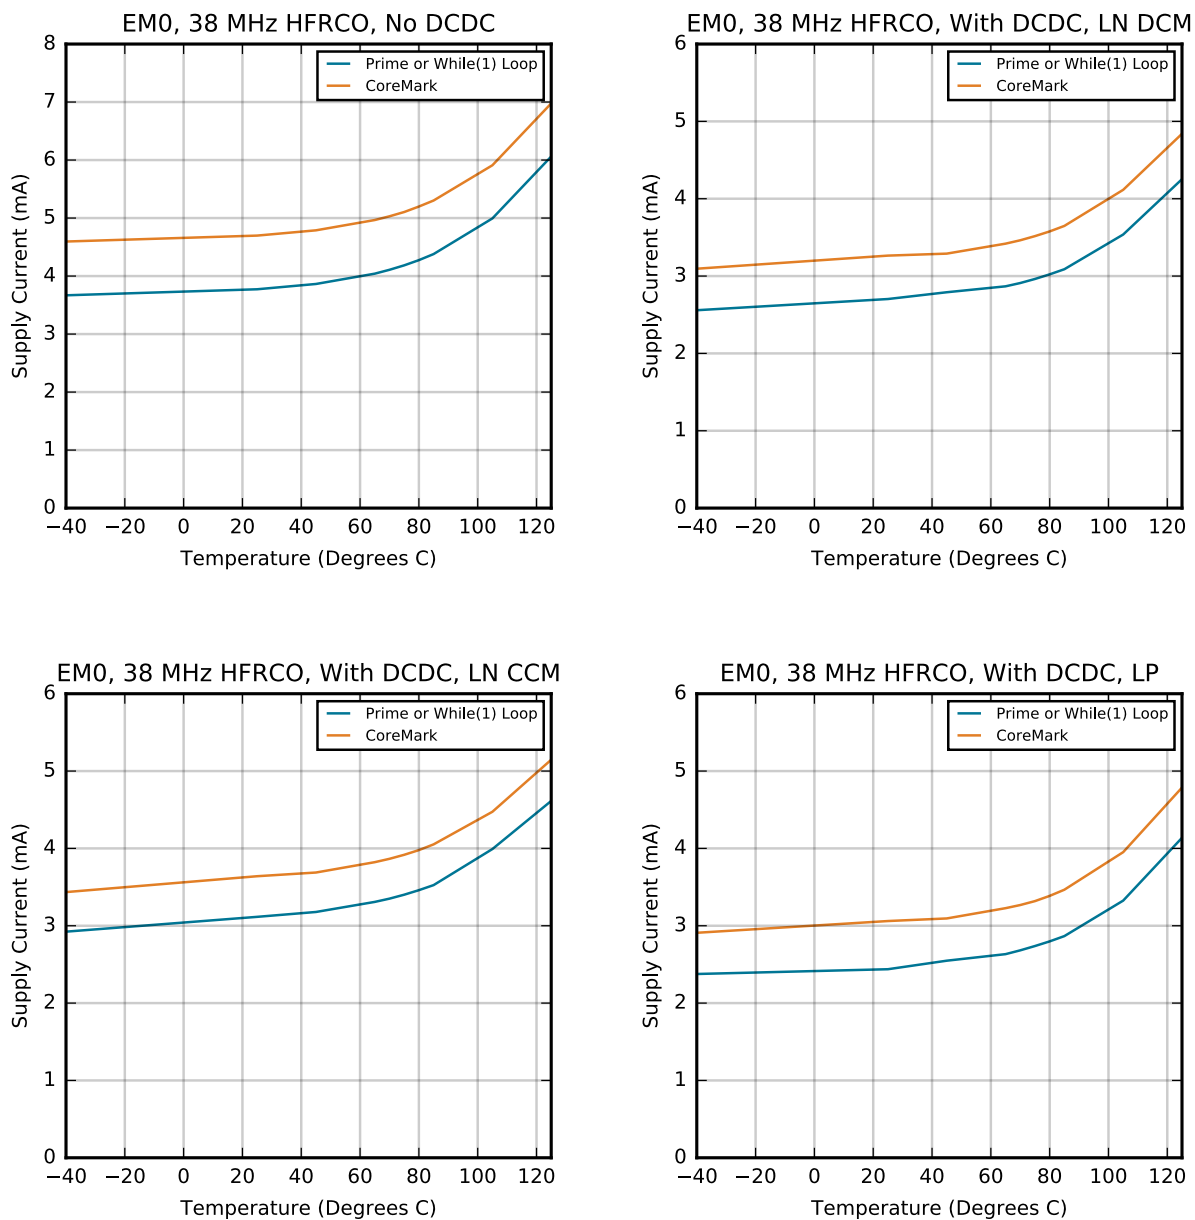 EM0, 38 MHz HFRCO, No DCDC
Prime or While(1) Loop
CoreMark
8
7
6
5
4
3
2
1
0
Supply Current (mA)
−40 −20 0 20 40 60 80 100 120
Temperature (Degrees C)
EM0, 38 MHz HFRCO, With DCDC, LN DCM
Prime or While(1) Loop
CoreMark
6
5
4
3
2
1
0
Supply Current (mA)
−40 −20 0 20 40 60 80 100 120
Temperature (Degrees C)
EM0, 38 MHz HFRCO, With DCDC, LN CCM
Prime or While(1) Loop
CoreMark
6
5
4
3
2
1
0
Supply Current (mA)
−40 −20 0 20 40 60 80 100 120
Temperature (Degrees C)
EM0, 38 MHz HFRCO, With DCDC, LP
Prime or While(1) Loop
CoreMark
6
5
4
3
2
1
0
Supply Current (mA)
−40 −20 0 20 40 60 80 100 120
Temperature (Degrees C)